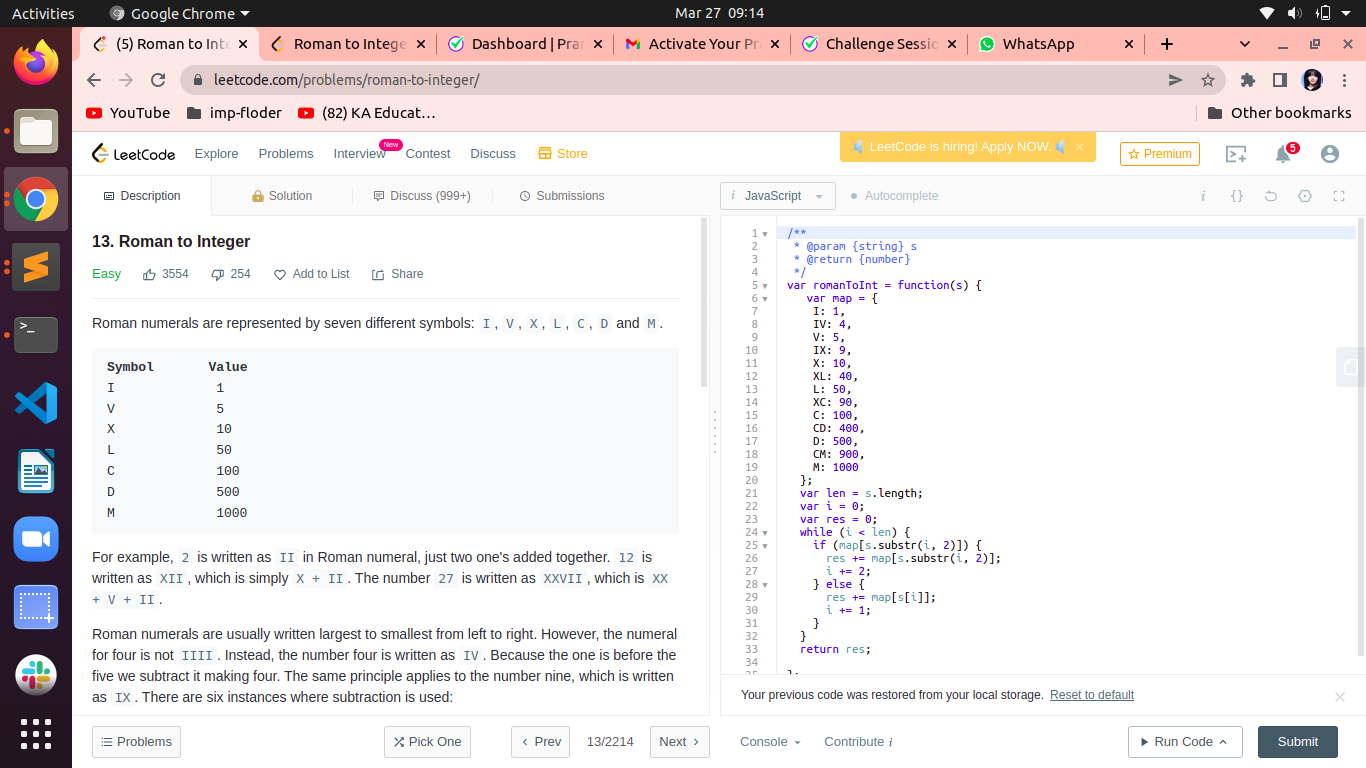 Activities
Google Chrome
Mar 27 09:14
(5) Roman to Inte
Roman to Intege
Dashboard | Pra
Activate Your Pr
Challenge Sessio
WhatsApp
leetcode.com/problems/roman-to-integer/
YouTube
imp-floder
(82) KA Educat…
Other bookmarks
LeetCode
Explore
Problems
Interview
New
Contest
Discuss
Store
LeetCode is hiring! Apply NOW.
Premium
5
Description
Solution
Discuss (999+)
Submissions
13. Roman to Integer
Easy
3554
254
Add to List
Share
Roman numerals are represented by seven different symbols: I, V, X, L, C, D and M.
Symbol Value
I 1
V 5
X 10
L 50
C 100
D 500
M 1000
For example, 2 is written as II in Roman numeral, just two one's added together. 12 is
written as XII, which is simply X + II. The number 27 is written as XXVII, which is XX
+ V + II.
Roman numerals are usually written largest to smallest from left to right. However, the numeral
for four is not IIII. Instead, the number four is written as IV. Because the one is before the
five we subtract it making four. The same principle applies to the number nine, which is written
as IX. There are six instances where subtraction is used:
Problems
Pick One
Prev
13/2214
Next
i JavaScript
Autocomplete
i
{}
1 /**
2 * @param {string} s
3 * @return {number}
4 */
5 var romanToInt = function(s) {
6 var map = {
7 I: 1,
8 IV: 4,
9 V: 5,
10 IX: 9,
11 X: 10,
12 XL: 40,
13 L: 50,
14 XC: 90,
15 C: 100,
16 CD: 400,
17 D: 500,
18 CM: 900,
19 M: 1000
20 };
21 var len = s.length;
22 var i = 0;
23 var res = 0;
24 while (i < len) {
25 if (map[s.substr(i, 2)]) {
26 res += map[s.substr(i, 2)];
27 i += 2;
28 } else {
29 res += map[s[i]];
30 i += 1;
31 }
32 }
33 return res;
34
Your previous code was restored from your local storage. Reset to default
Console
Contribute i
Run Code
Submit